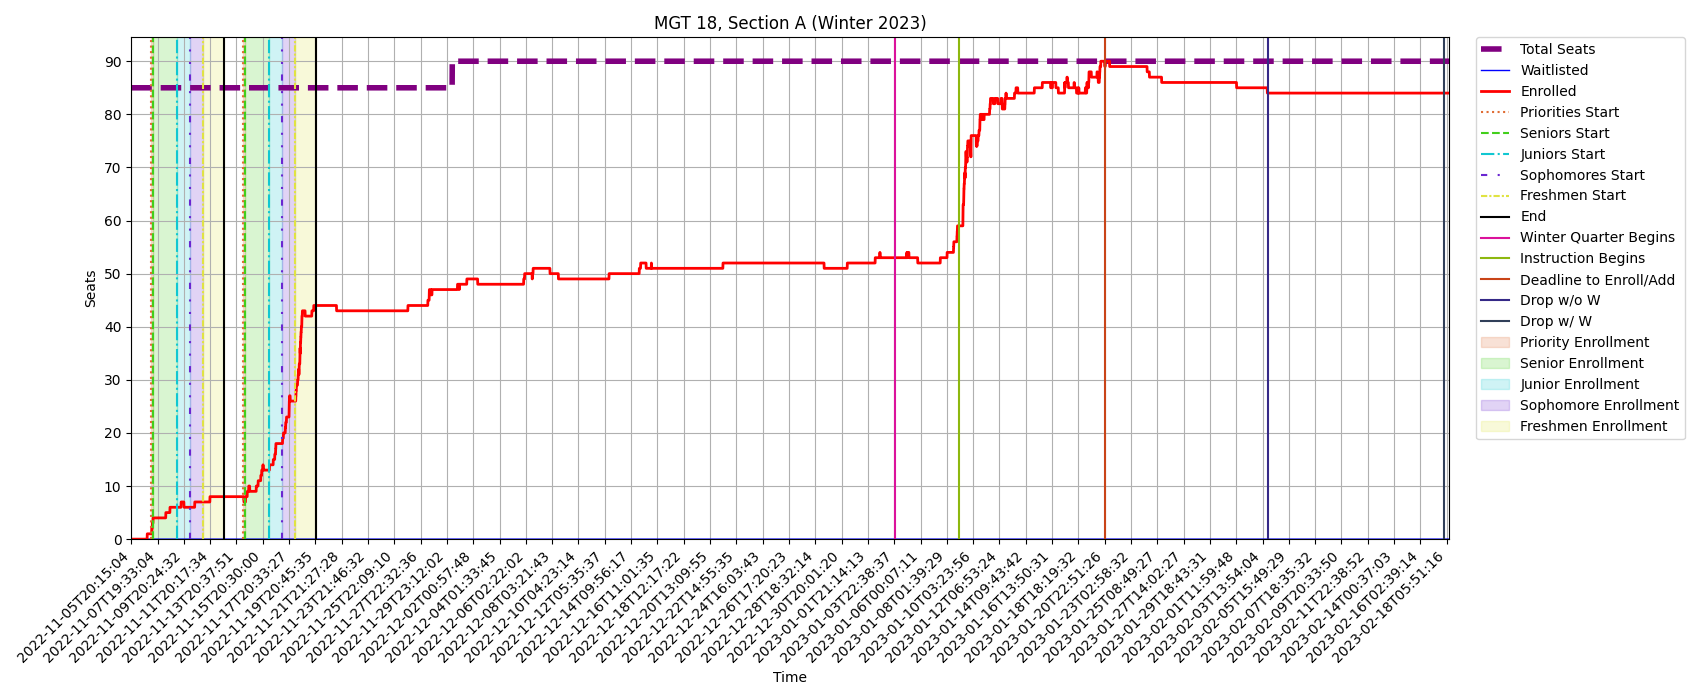 MGT 18, Section A (Winter 2023)
Seats
90
80
70
60
50
40
30
20
10
0
2022-11-05T20:15:04
2022-11-07T19:33:04
2022-11-09T20:24:32
2022-11-11T20:17:34
2022-11-13T20:37:51
2022-11-15T20:30:00
2022-11-17T20:33:27
2022-11-19T20:45:35
2022-11-21T21:27:28
2022-11-23T21:46:32
2022-11-25T22:09:10
2022-11-27T22:32:36
2022-11-29T23:12:02
2022-12-02T00:57:48
2022-12-04T01:33:45
2022-12-06T02:22:02
2022-12-08T03:21:43
2022-12-10T04:23:14
2022-12-12T05:35:37
2022-12-14T09:56:17
2022-12-16T11:01:35
2022-12-18T12:17:22
2022-12-20T13:09:55
2022-12-22T14:55:35
2022-12-24T16:03:43
2022-12-26T17:20:23
2022-12-28T18:32:14
2022-12-30T20:01:20
2023-01-01T21:14:13
2023-01-03T22:38:37
2023-01-06T00:07:11
2023-01-08T01:39:29
2023-01-10T03:23:56
2023-01-12T06:53:24
2023-01-14T09:43:42
2023-01-16T13:50:31
2023-01-18T18:19:32
2023-01-20T22:51:26
2023-01-23T02:58:32
2023-01-25T08:49:27
2023-01-27T14:02:27
2023-01-29T18:43:31
2023-02-01T11:59:48
2023-02-03T13:54:04
2023-02-05T15:49:29
2023-02-07T18:35:32
2023-02-09T20:33:50
2023-02-11T22:38:52
2023-02-14T00:37:03
2023-02-16T02:39:14
2023-02-18T05:51:16
Time
Total Seats
Waitlisted
Enrolled
Priorities Start
Seniors Start
Juniors Start
Sophomores Start
Freshmen Start
End
Winter Quarter Begins
Instruction Begins
Deadline to Enroll/Add
Drop w/o W
Drop w/ W
Priority Enrollment
Senior Enrollment
Junior Enrollment
Sophomore Enrollment
Freshmen Enrollment